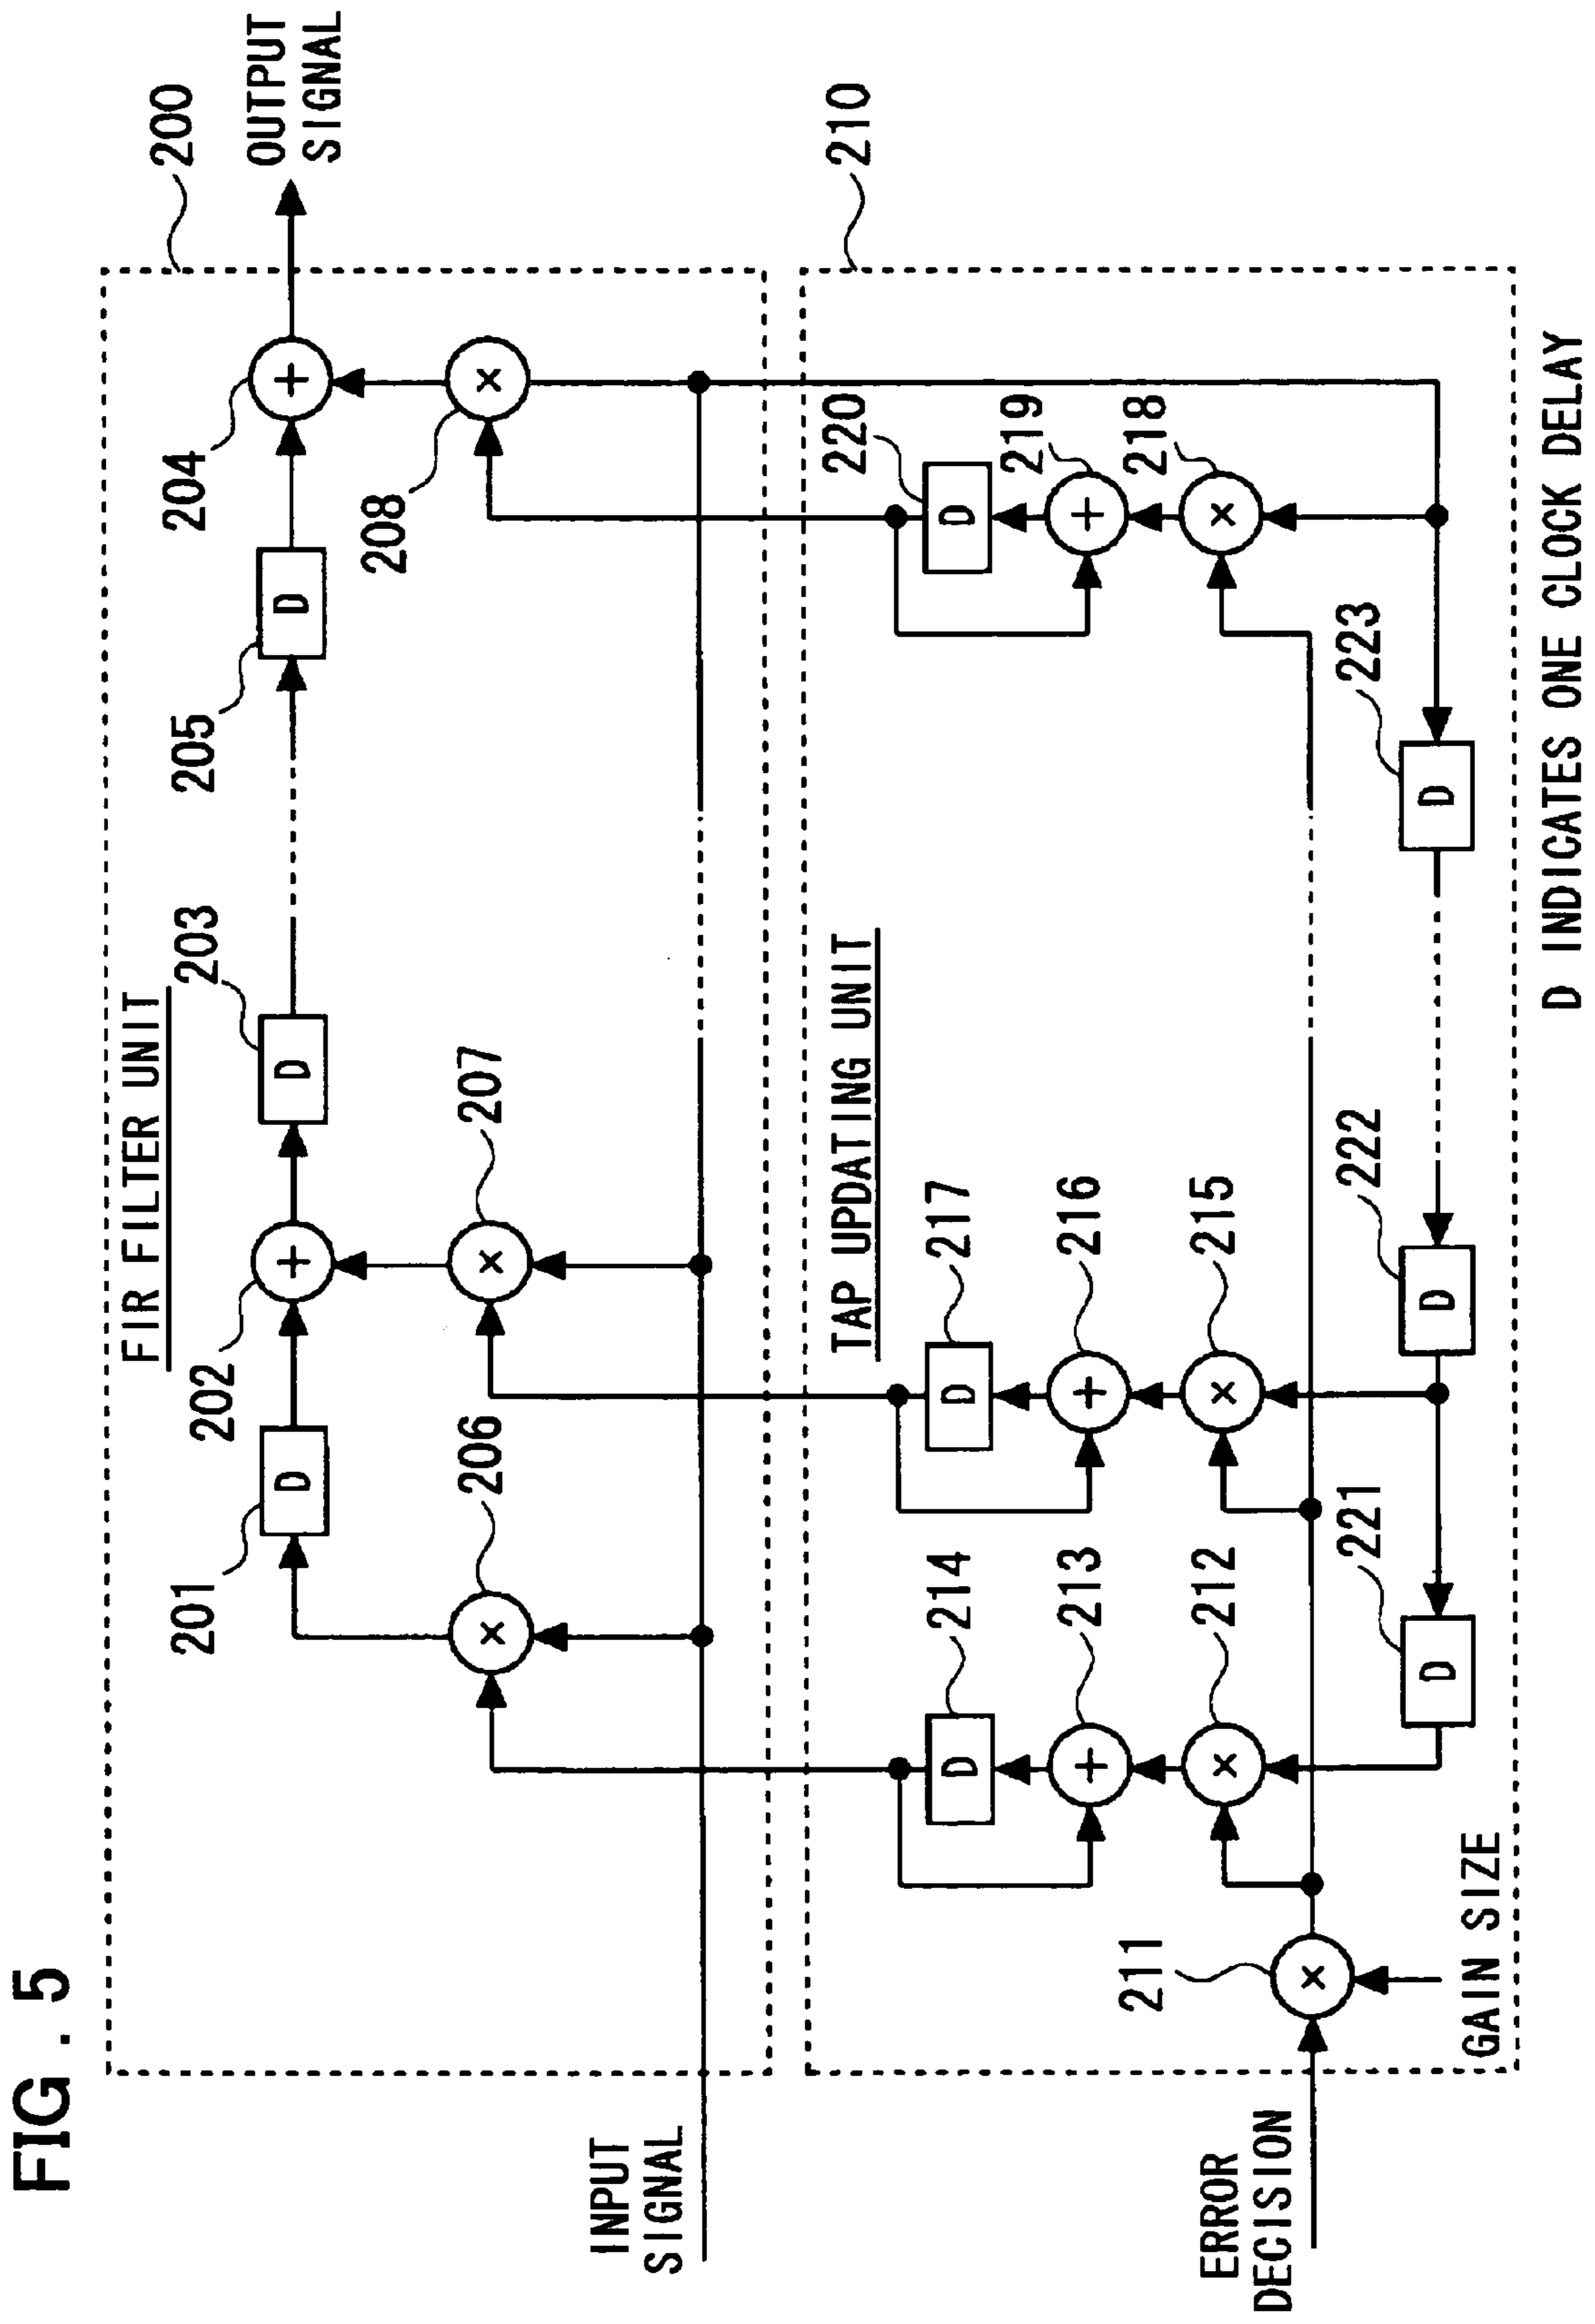 FIG. 5
FIR FILTER UNIT
200
OUTPUT
SIGNAL
201
D
202
+
203
D
205
D
204
+
206
×
207
×
208
×
INPUT
SIGNAL
TAP UPDATING UNIT
210
214
D
217
D
220
D
213
+
216
+
219
+
212
×
215
×
218
×
211
×
ERROR
DECISION
GAIN SIZE
221
D
222
D
223
D
D INDICATES ONE CLOCK DELAY